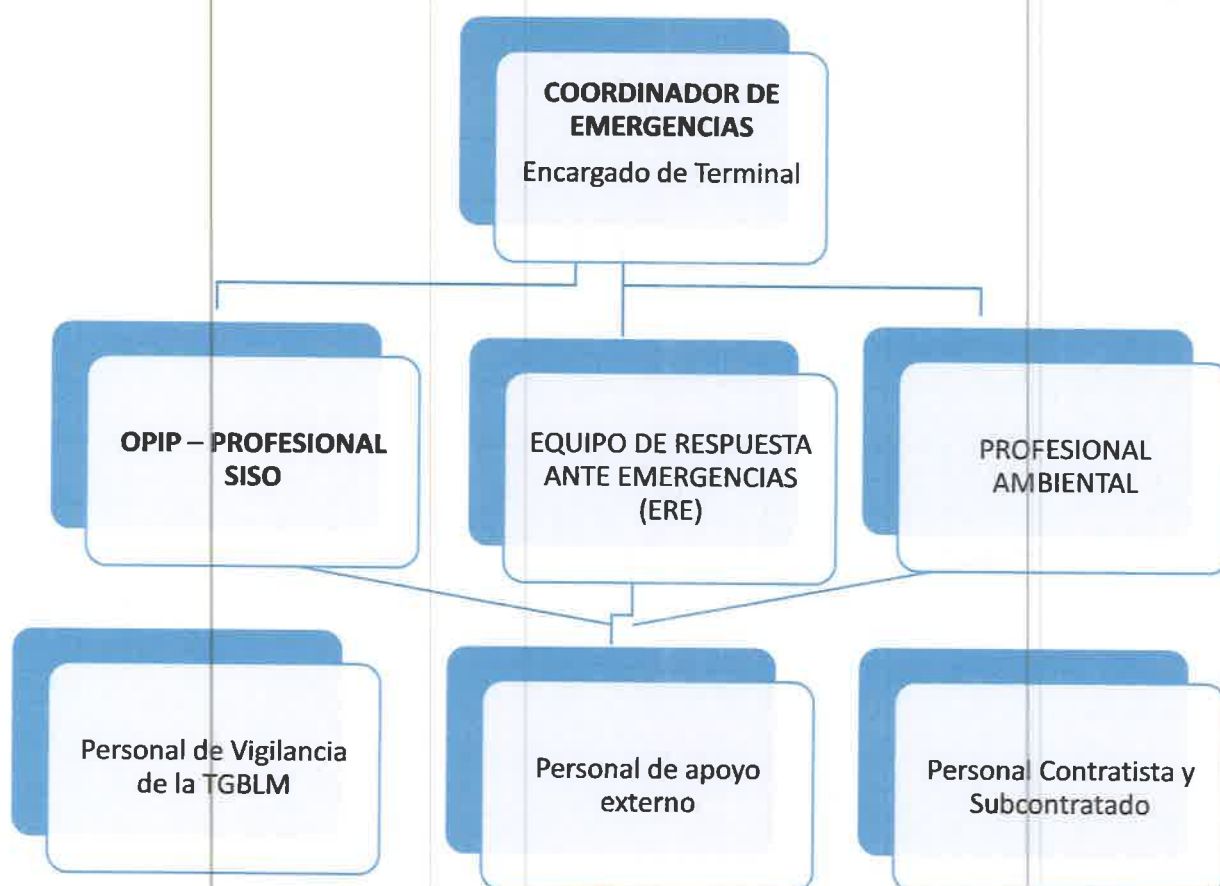 COORDINADOR DE
EMERGENCIAS
Encargado de Terminal
OPIP – PROFESIONAL
SISO
EQUIPO DE RESPUESTA
ANTE EMERGENCIAS
(ERE)
PROFESIONAL
AMBIENTAL
Personal de Vigilancia
de la TGBLM
Personal de apoyo
externo
Personal Contratista y
Subcontratado